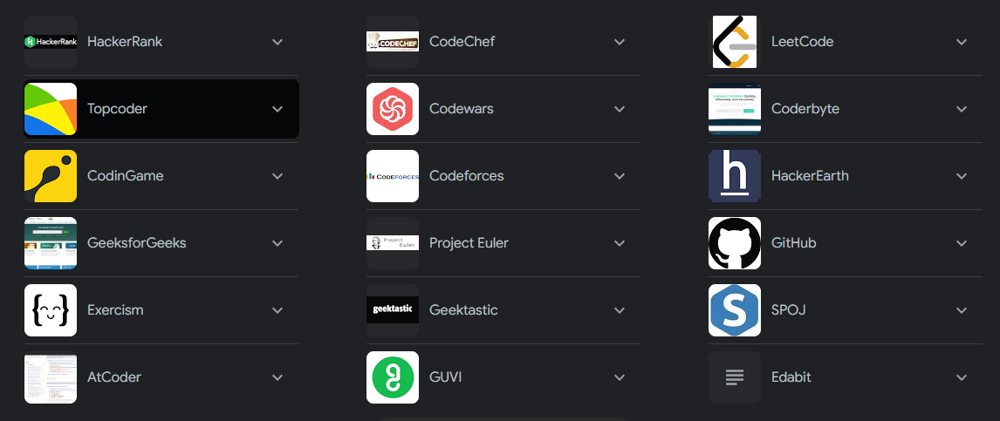 HackerRank
HackerRank
CODECHEF
CodeChef
LeetCode
Topcoder
Codewars
Coderbyte
CodinGame
CODEFORCES
Codeforces
h
HackerEarth
GeeksforGeeks
Project
Euler
Project Euler
GitHub
Exercism
geektastic
Geektastic
S
SPOJ
AtCoder
GUVI
Edabit